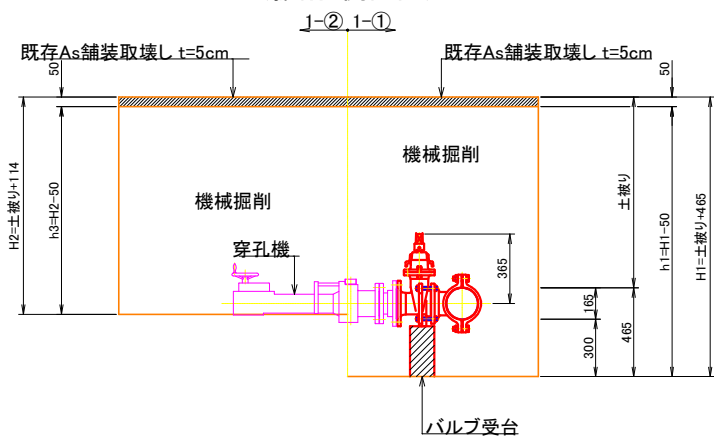 1-② 1-①
既存As舗装取壊し t=5cm
既存As舗装取壊し t=5cm
50
50
機械掘削
機械掘削
穿孔機
H2=土被り+114
h3=H2-50
365
土被り
165
300
465
h1=H1-50
H1=土被り+465
バルブ受台